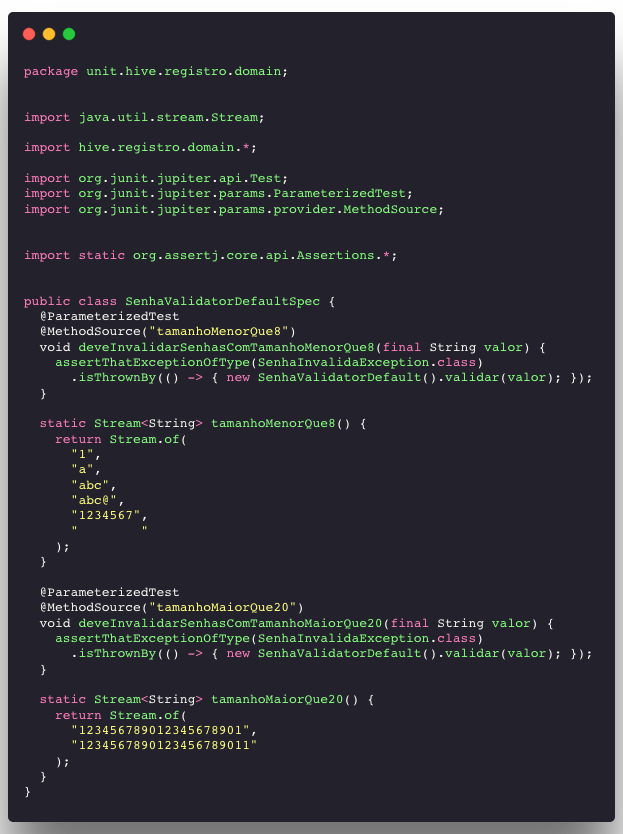 package unit.hive.registro.domain;
import java.util.stream.Stream;
import hive.registro.domain.*;
import org.junit.jupiter.api.Test;
import org.junit.jupiter.params.ParameterizedTest;
import org.junit.jupiter.params.provider.MethodSource;
import static org.assertj.core.api.Assertions.*;
public class SenhaValidatorDefaultSpec {
  @ParameterizedTest
  @MethodSource("tamanhoMenorQue8")
  void deveInvalidarSenhasComTamanhoMenorQue8(final String valor) {
    assertThatExceptionOfType(SenhaInvalidaException.class)
      .isThrownBy(() -> { new SenhaValidatorDefault().validar(valor); });
  }
  static Stream<String> tamanhoMenorQue8() {
    return Stream.of(
      "1",
      "a",
      "abc",
      "abc@",
      "1234567",
      "        "
    );
  }
  @ParameterizedTest
  @MethodSource("tamanhoMaiorQue20")
  void deveInvalidarSenhasComTamanhoMaiorQue20(final String valor) {
    assertThatExceptionOfType(SenhaInvalidaException.class)
      .isThrownBy(() -> { new SenhaValidatorDefault().validar(valor); });
  }
  static Stream<String> tamanhoMaiorQue20() {
    return Stream.of(
      "123456789012345678901",
      "1234567890123456789011"
    );
  }
}